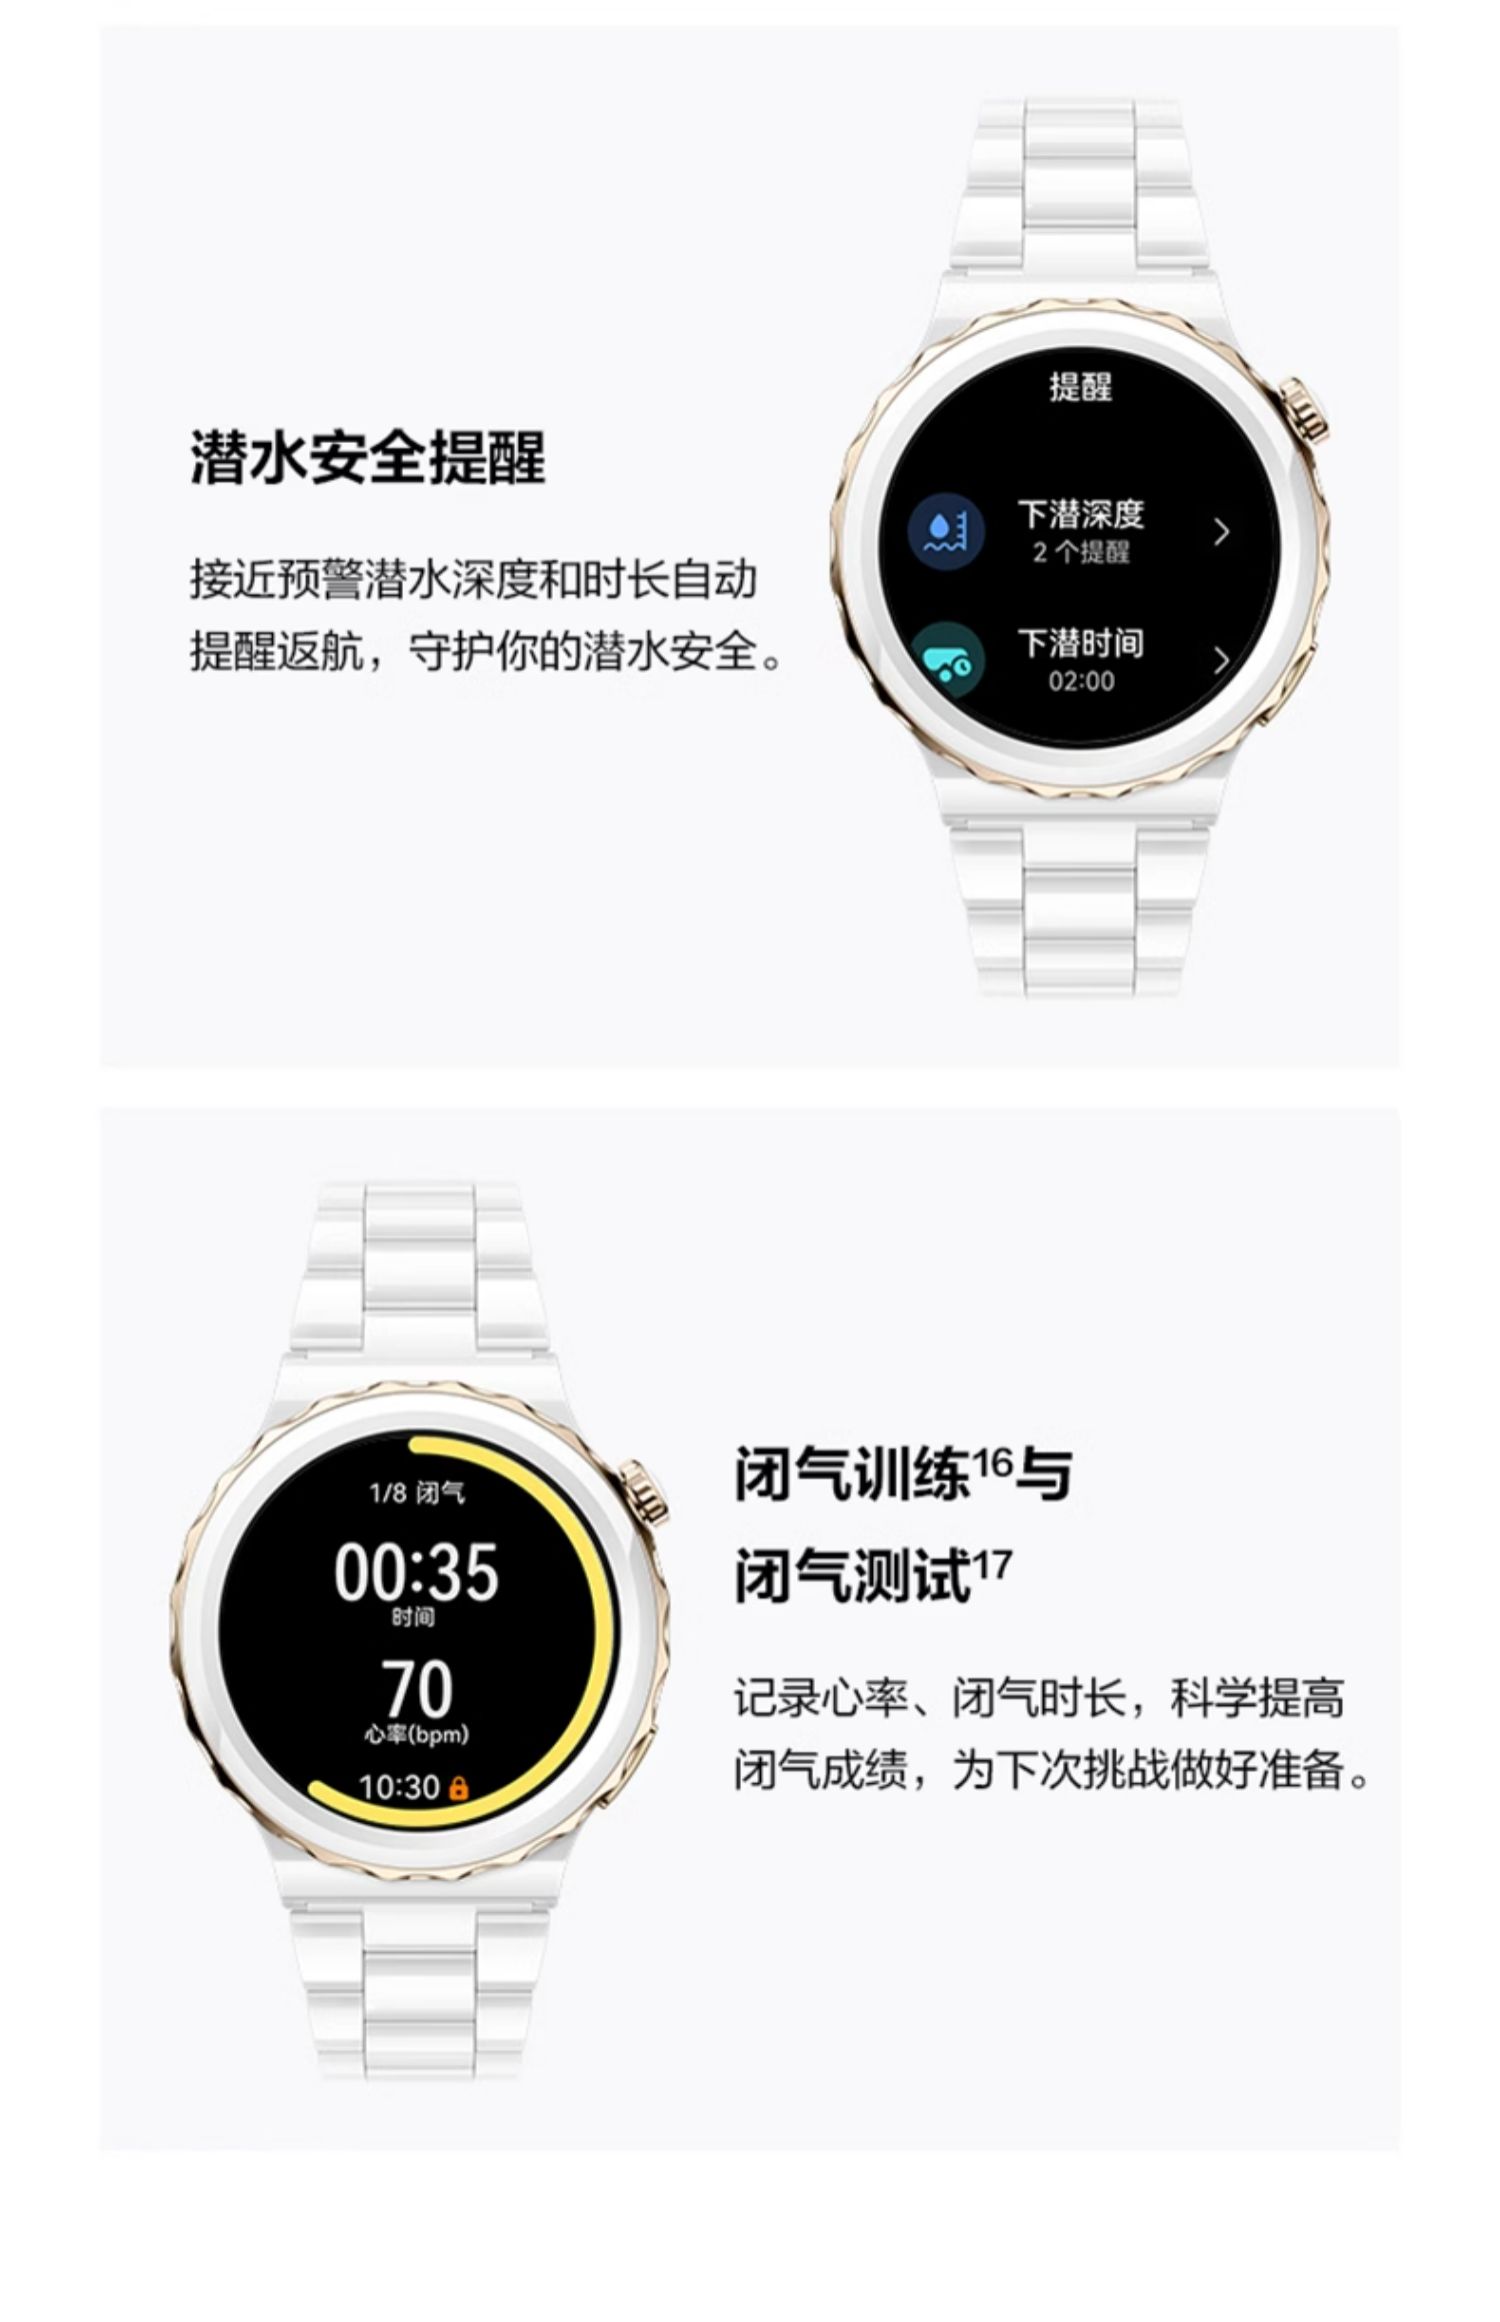 潜水安全提醒
接近预警潜水深度和时长自动
提醒返航，守护你的潜水安全。
提醒
下潜深度
2 个提醒
下潜时间
02:00
1/8 闭气
00:35
时间
70
心率(bpm)
10:30
闭气训练16与
闭气测试17
记录心率、闭气时长，科学提高
闭气成绩，为下次挑战做好准备。